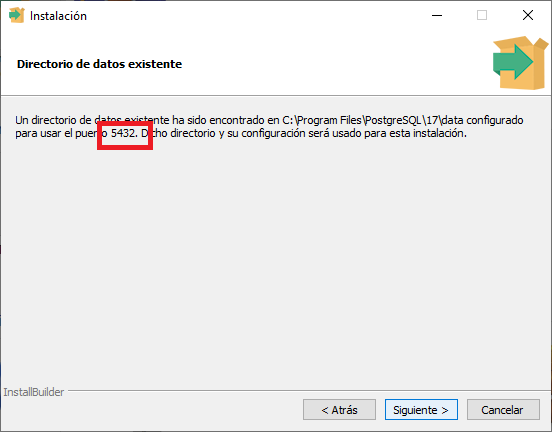 Instalación
Directorio de datos existente
Un directorio de datos existente ha sido encontrado en C:\Program Files\PostgreSQL\17\data configurado
para usar el puerto 5432. Dicho directorio y su configuración será usado para esta instalación.
InstallBuilder
< Atrás
Siguiente >
Cancelar